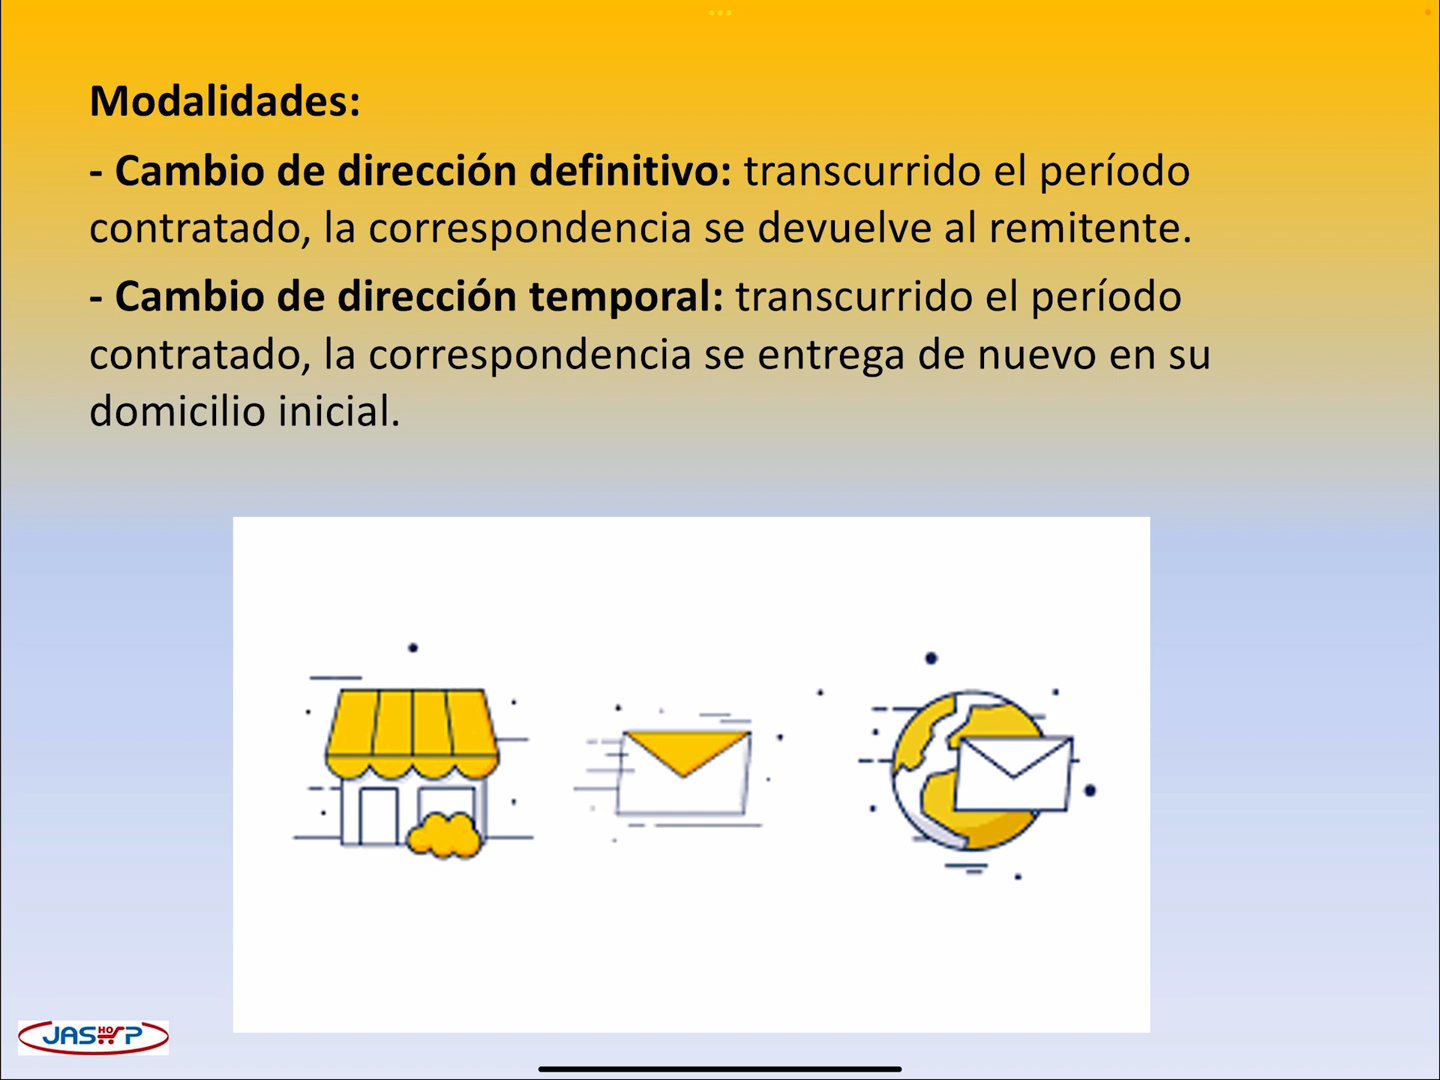 Modalidades:
- Cambio de dirección definitivo: transcurrido el período
contratado, la correspondencia se devuelve al remitente.
- Cambio de dirección temporal: transcurrido el período
contratado, la correspondencia se entrega de nuevo en su
domicilio inicial.
JASHOP